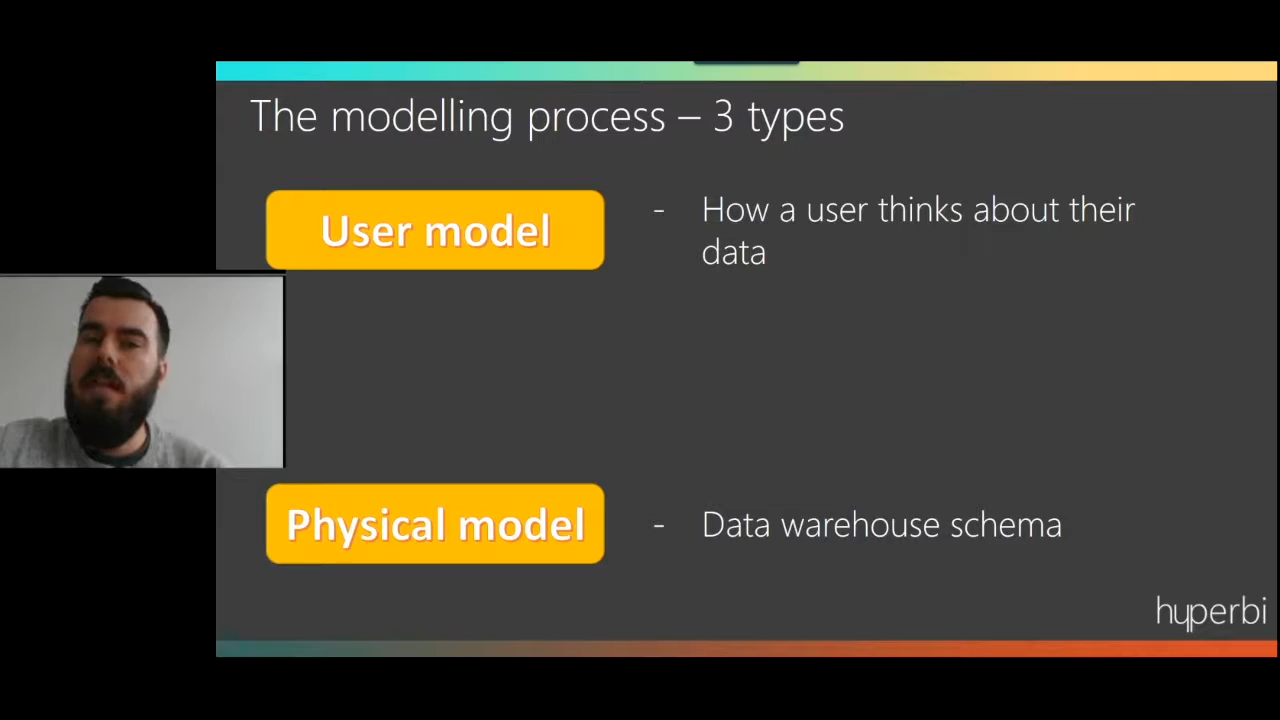 The modelling process – 3 types
User model
- How a user thinks about their
data
Physical model
- Data warehouse schema
hyperbi